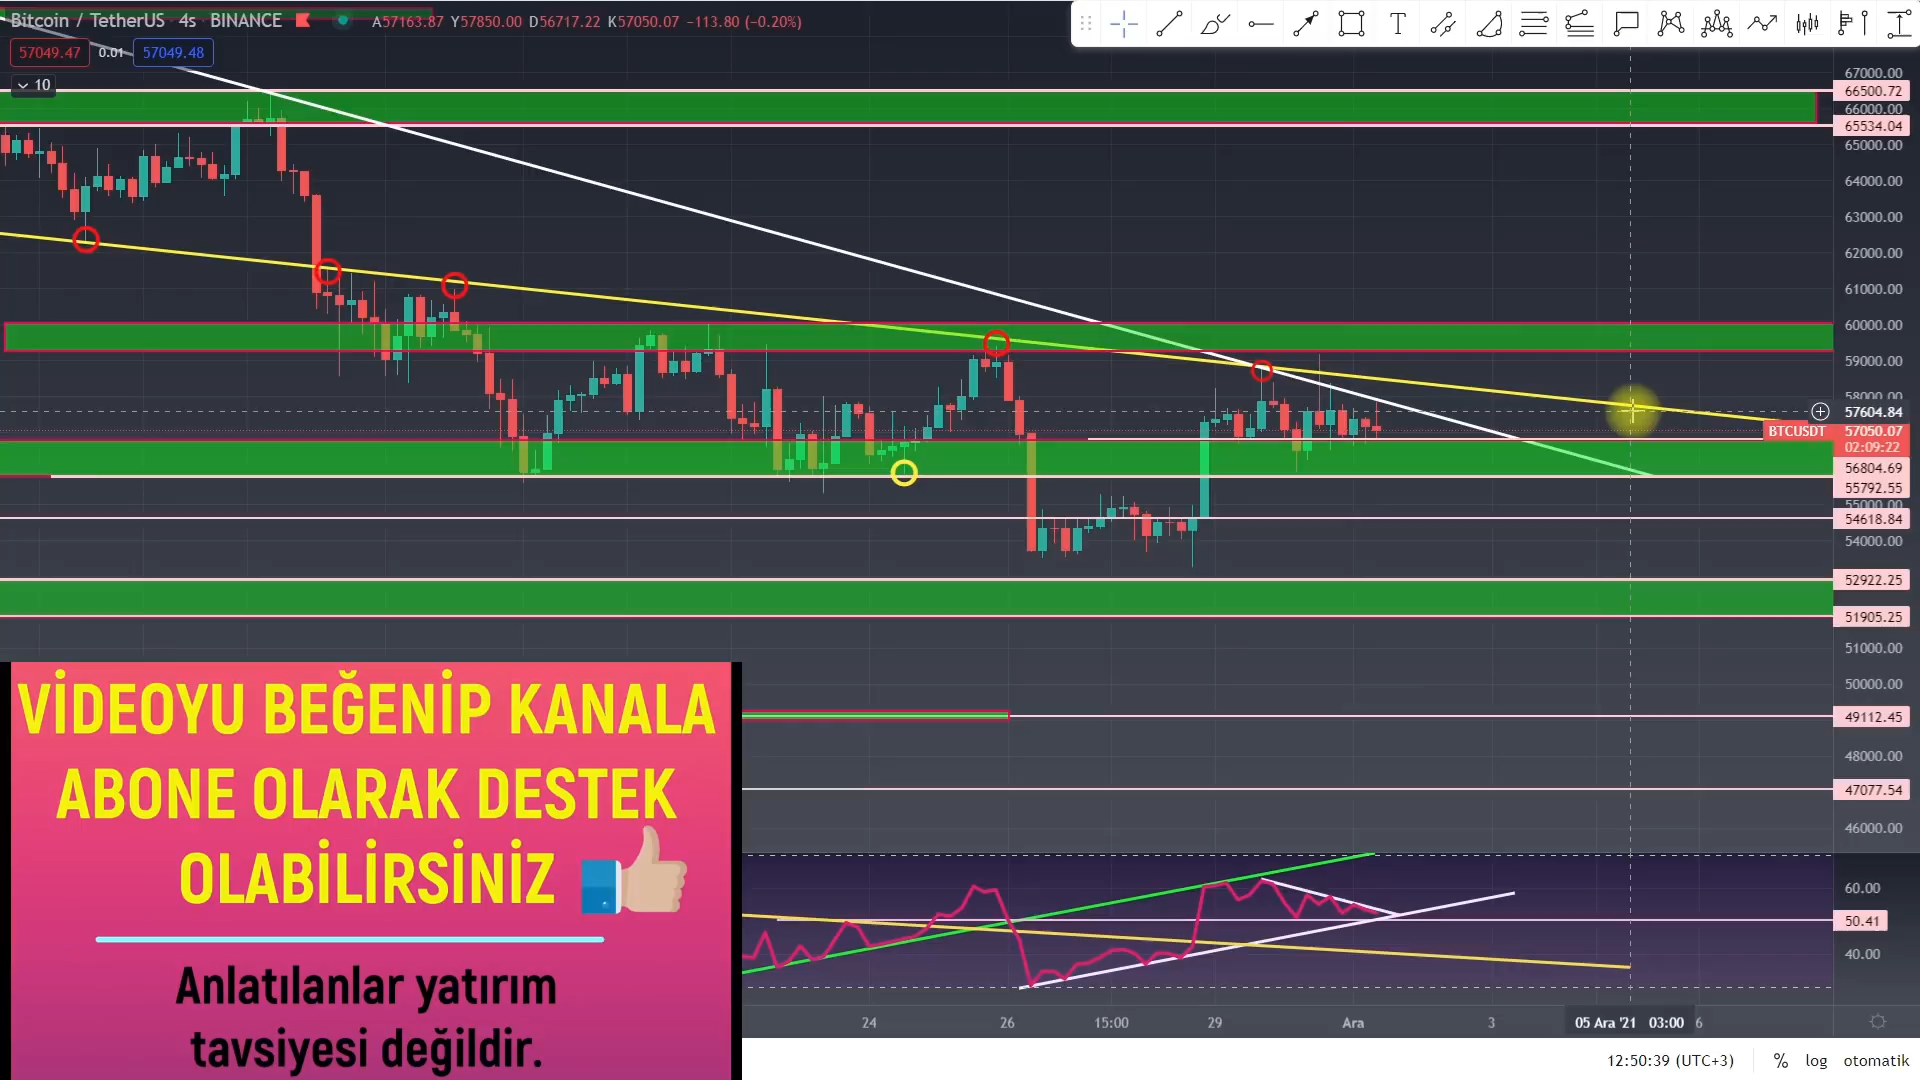 Bitcoin / TetherUS · 4s · BINANCE A57163.87 Y57850.00 D56717.22 K57050.07 −113.80 (−0.20%)
57049.47 0.01 57049.48
10
T
67000.00
66500.72
66000.00
65534.04
65000.00
64000.00
63000.00
62000.00
61000.00
60000.00
59000.00
58000.00
57604.84
BTCUSDT 57050.07
02:09:22
56804.69
55792.55
55000.00
54618.84
54000.00
52922.25
51905.25
51000.00
50000.00
49112.45
48000.00
47077.54
46000.00
VİDEOYU BEĞENİP KANALA
ABONE OLARAK DESTEK
OLABİLİRSİNİZ
Anlatılanlar yatırım
tavsiyesi değildir.
60.00
50.41
40.00
24 26 15:00 29 Ara 3 05 Ara '21 03:00 6
12:50:39 (UTC+3) % log otomatik